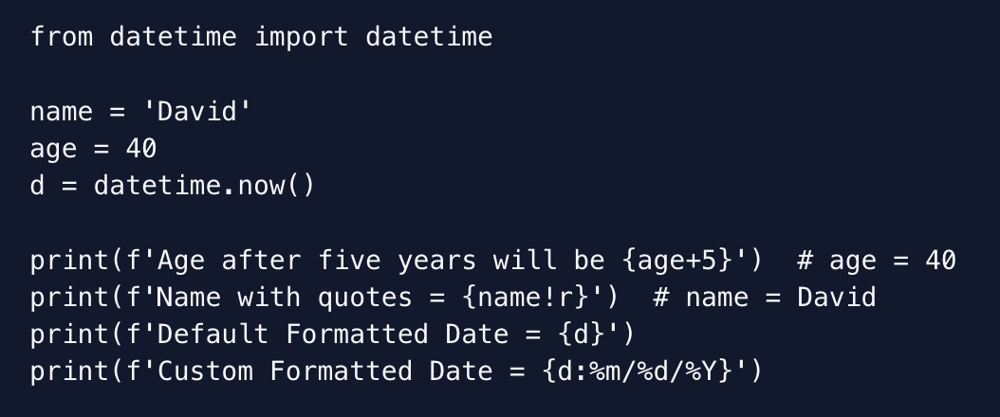 from datetime import datetime

name = 'David'
age = 40
d = datetime.now()

print(f'Age after five years will be {age+5}')  # age = 40
print(f'Name with quotes = {name!r}')  # name = David
print(f'Default Formatted Date = {d}')
print(f'Custom Formatted Date = {d:%m/%d/%Y}')